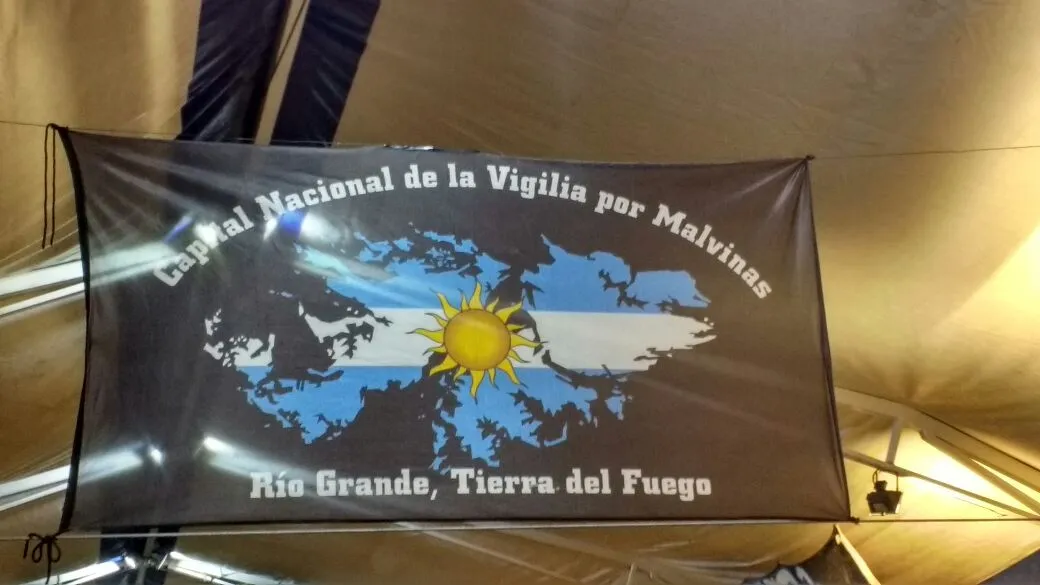 Capital Nacional de la Vigilia por Malvinas
Río Grande, Tierra del Fuego